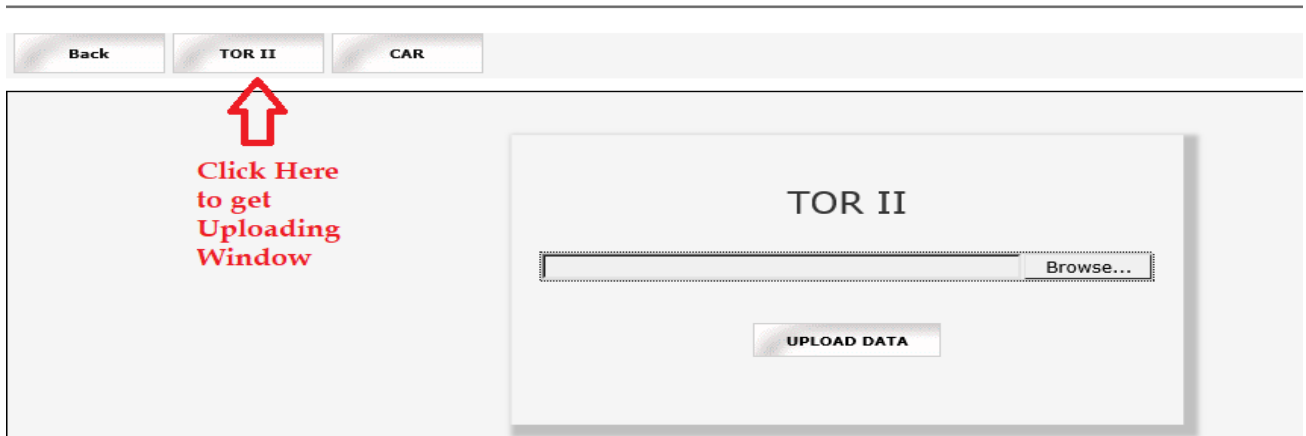 Back TOR II CAR
Click Here
to get
Uploading
Window
TOR II
Browse...
UPLOAD DATA